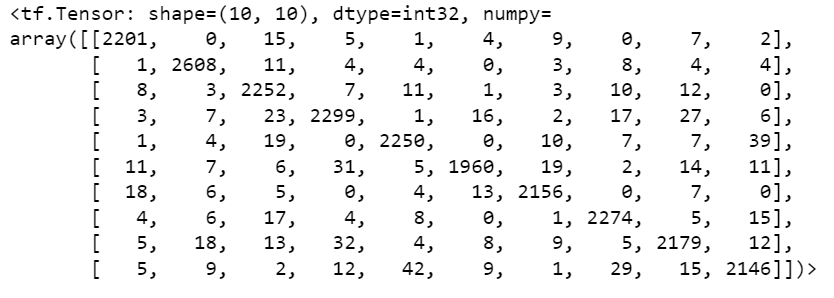 <tf.Tensor: shape=(10, 10), dtype=int32, numpy=
array([[2201, 0, 15, 5, 1, 4, 9, 0, 7, 2],
[ 1, 2608, 11, 4, 4, 0, 3, 8, 4, 4],
[ 8, 3, 2252, 7, 11, 1, 3, 10, 12, 0],
[ 3, 7, 23, 2299, 1, 16, 2, 17, 27, 6],
[ 1, 4, 19, 0, 2250, 0, 10, 7, 7, 39],
[ 11, 7, 6, 31, 5, 1960, 19, 2, 14, 11],
[ 18, 6, 5, 0, 4, 13, 2156, 0, 7, 0],
[ 4, 6, 17, 4, 8, 0, 1, 2274, 5, 15],
[ 5, 18, 13, 32, 4, 8, 9, 5, 2179, 12],
[ 5, 9, 2, 12, 42, 9, 1, 29, 15, 2146]])>